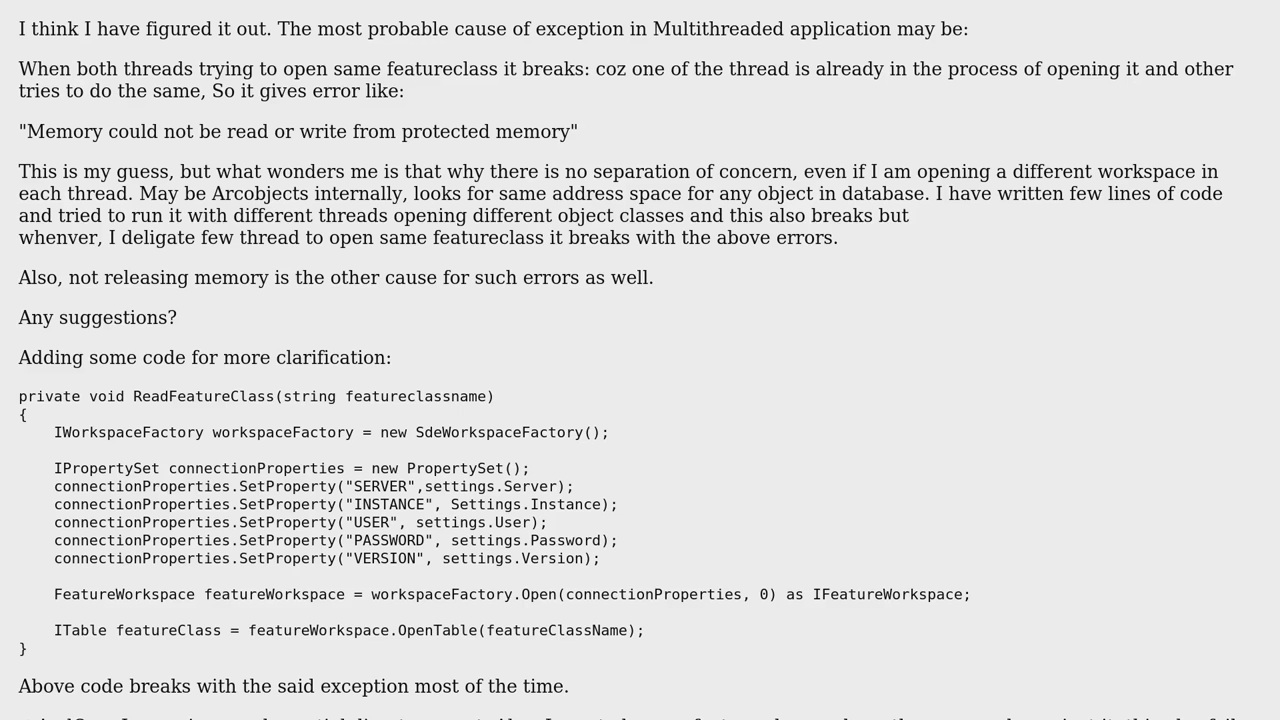 I think I have figured it out. The most probable cause of exception in Multithreaded application may be:
When both threads trying to open same featureclass it breaks: coz one of the thread is already in the process of opening it and other
tries to do the same, So it gives error like:
"Memory could not be read or write from protected memory"
This is my guess, but what wonders me is that why there is no separation of concern, even if I am opening a different workspace in
each thread. May be Arcobjects internally, looks for same address space for any object in database. I have written few lines of code
and tried to run it with different threads opening different object classes and this also breaks but
whenver, I deligate few thread to open same featureclass it breaks with the above errors.
Also, not releasing memory is the other cause for such errors as well.
Any suggestions?
Adding some code for more clarification:
private void ReadFeatureClass(string featureclassname)
{
    IWorkspaceFactory workspaceFactory = new SdeWorkspaceFactory();
    IPropertySet connectionProperties = new PropertySet();
    connectionProperties.SetProperty("SERVER",settings.Server);
    connectionProperties.SetProperty("INSTANCE", Settings.Instance);
    connectionProperties.SetProperty("USER", settings.User);
    connectionProperties.SetProperty("PASSWORD", settings.Password);
    connectionProperties.SetProperty("VERSION", settings.Version);
    FeatureWorkspace featureWorkspace = workspaceFactory.Open(connectionProperties, 0) as IFeatureWorkspace;
    ITable featureClass = featureWorkspace.OpenTable(featureClassName);
}
Above code breaks with the said exception most of the time.